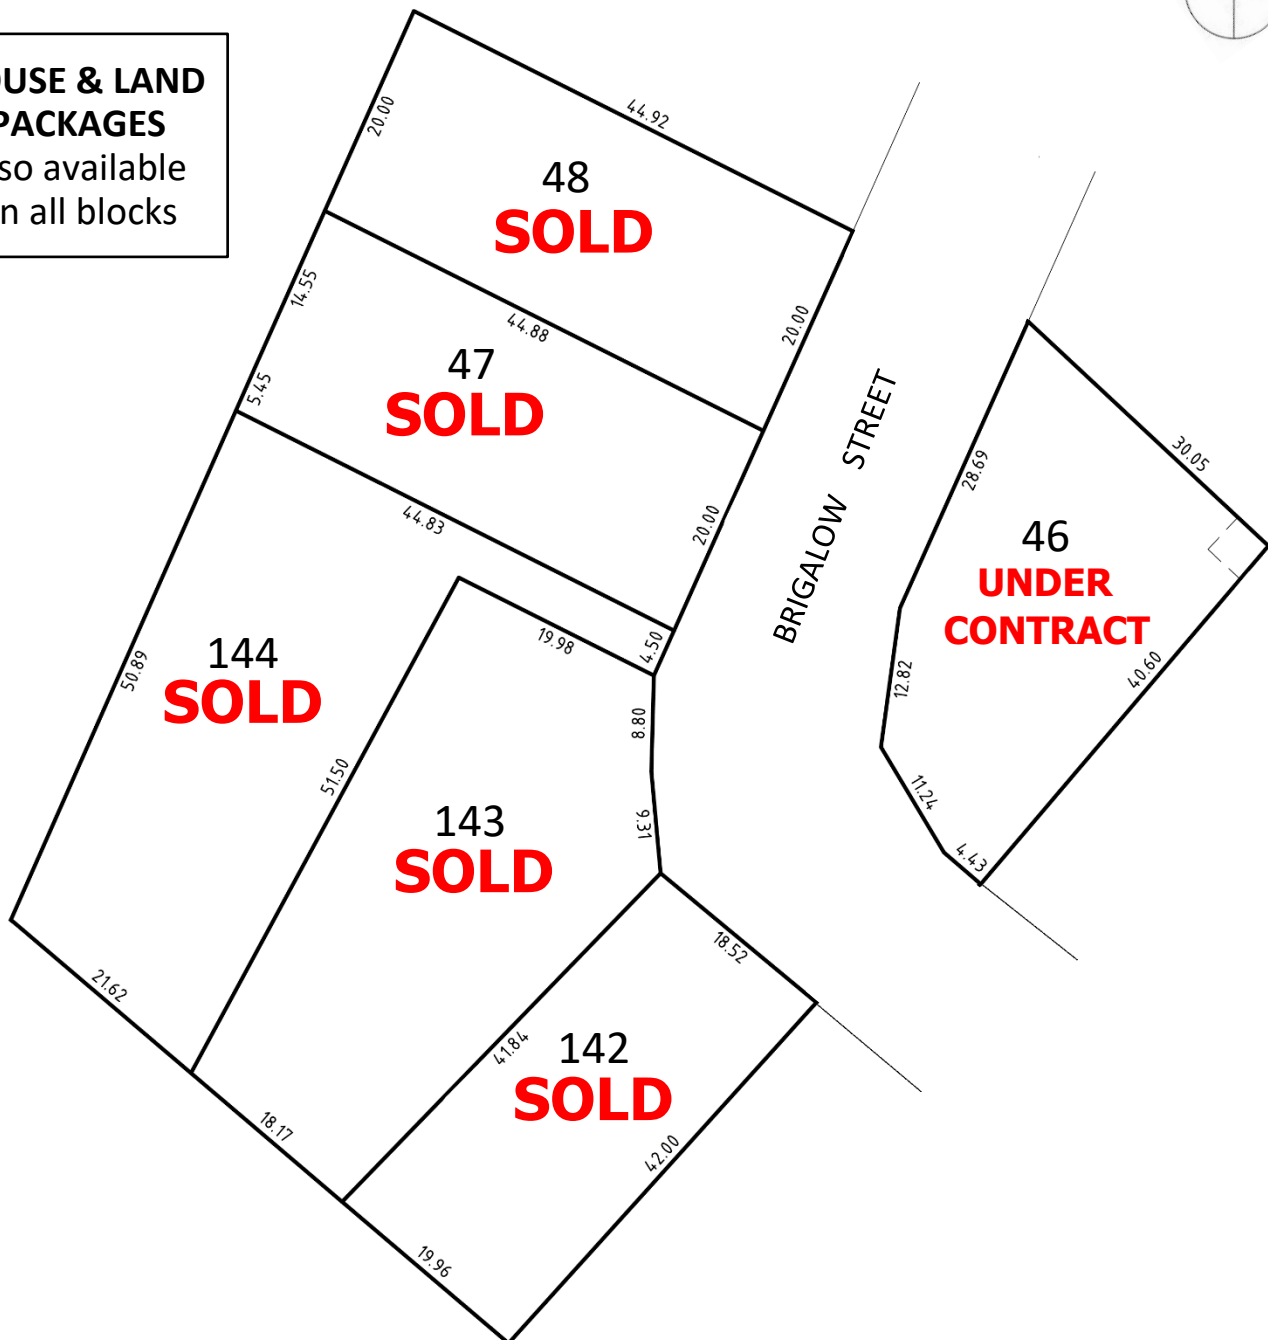 OUSE & LAND
PACKAGES
so available
n all blocks
20.00
44.92
48
SOLD
14.55
44.88
20.00
47
SOLD
5.45
44.83
20.00
BRIGALOW STREET
28.69
30.05
46
UNDER
CONTRACT
12.82
40.60
11.24
4.43
144
SOLD
50.89
19.98
4.50
8.80
51.50
9.31
143
SOLD
21.62
18.52
41.84
142
SOLD
18.17
42.00
19.96